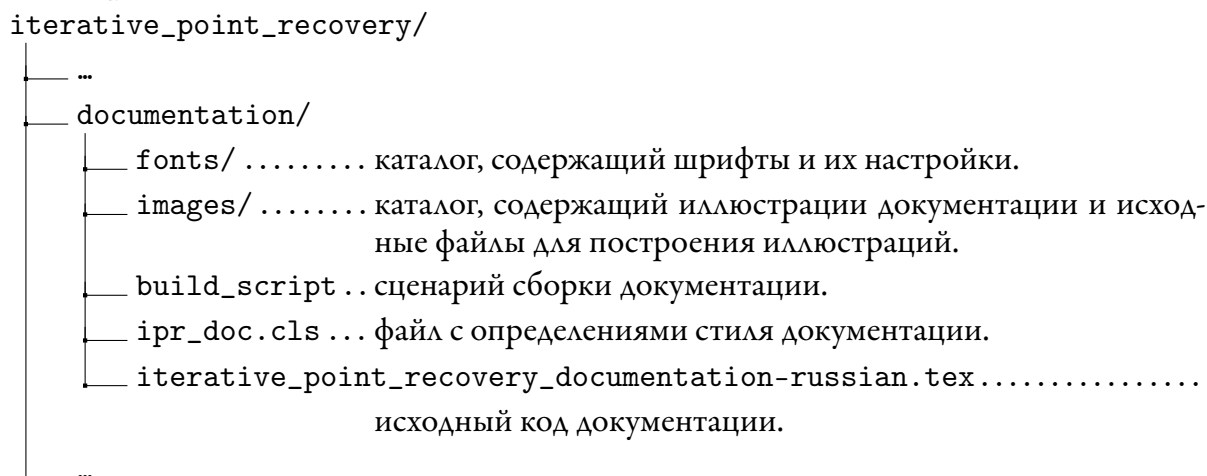 iterative_point_recovery/
…
documentation/
fonts/ ......... каталог, содержащий шрифты и их настройки.
images/ ........ каталог, содержащий иллюстрации документации и исход-
ные файлы для построения иллюстраций.
build_script .. сценарий сборки документации.
ipr_doc.cls ... файл с определениями стиля документации.
iterative_point_recovery_documentation-russian.tex................
исходный код документации.
…